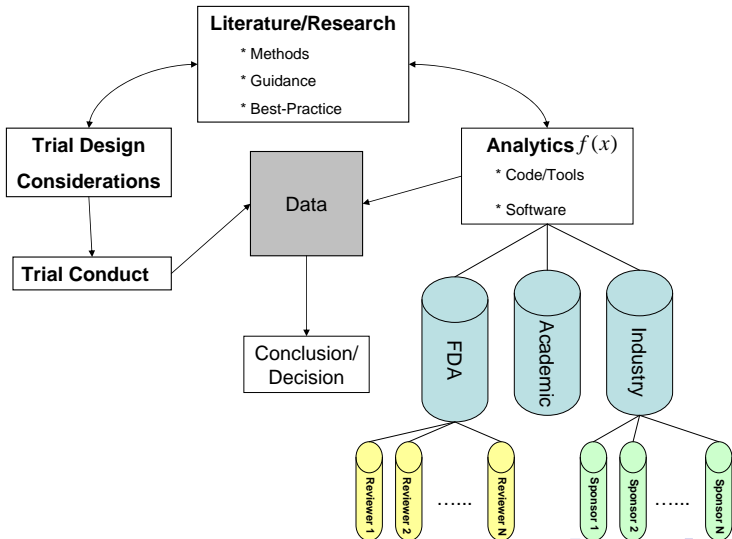 Literature/Research
* Methods
* Guidance
* Best-Practice
Trial Design
Considerations
Analytics f(x)
* Code/Tools
* Software
Data
Trial Conduct
Conclusion/
Decision
FDA
Academic
Industry
Reviewer 1
Reviewer 2
……
Reviewer N
Sponsor 1
Sponsor 2
……
Sponsor N